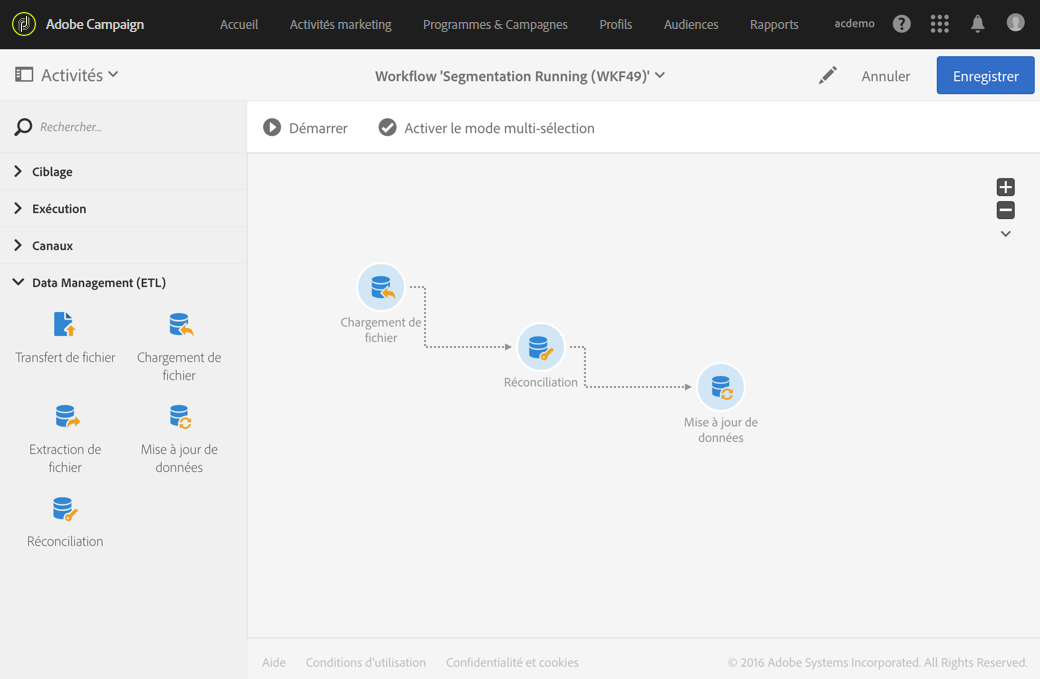 Adobe Campaign
Accueil
Activités marketing
Programmes & Campagnes
Profils
Audiences
Rapports
acdemo
?
Activités
Workflow 'Segmentation Running (WKF49)'
Annuler
Enregistrer
Rechercher...
Démarrer
Activer le mode multi-sélection
Ciblage
Exécution
Canaux
Data Management (ETL)
Transfert de fichier
Chargement de
fichier
Extraction de
fichier
Mise à jour de
données
Réconciliation
Chargement de
fichier
Réconciliation
Mise à jour de
données
Aide
Conditions d'utilisation
Confidentialité et cookies
© 2016 Adobe Systems Incorporated. All Rights Reserved.